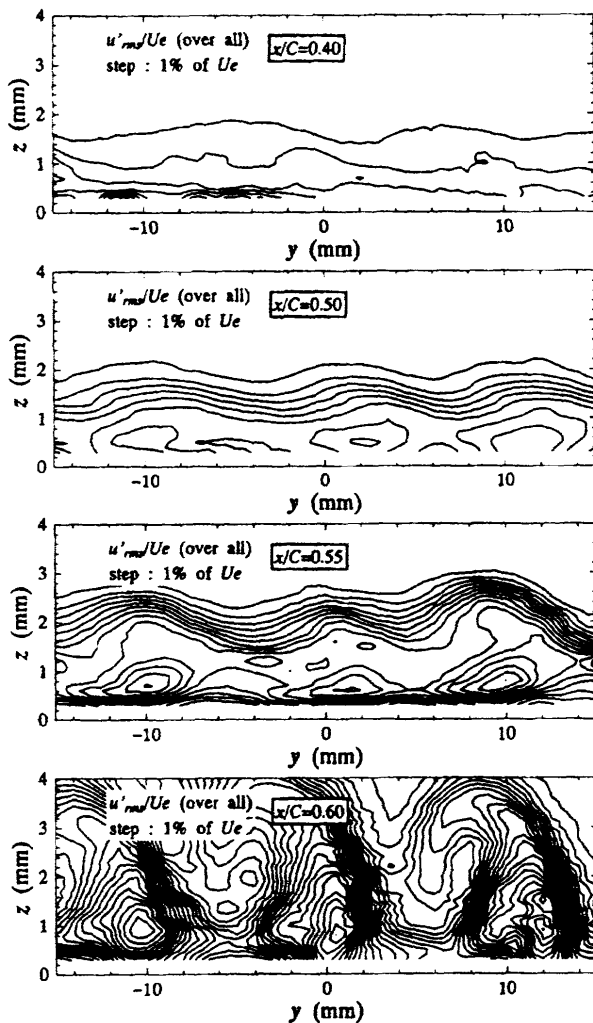 4
u'rms/Ue (over all)
x/C=0.40
step : 1% of Ue
3
2
1
0
z (mm)
-10
0
10
y (mm)
4
u'rms/Ue (over all)
x/C=0.50
step : 1% of Ue
3
2
1
0
z (mm)
-10
0
10
y (mm)
4
u'rms/Ue (over all)
x/C=0.55
step : 1% of Ue
3
2
1
0
z (mm)
-10
0
10
y (mm)
4
u'rms/Ue (over all)
x/C=0.60
step : 1% of Ue
3
2
1
0
z (mm)
-10
0
10
y (mm)